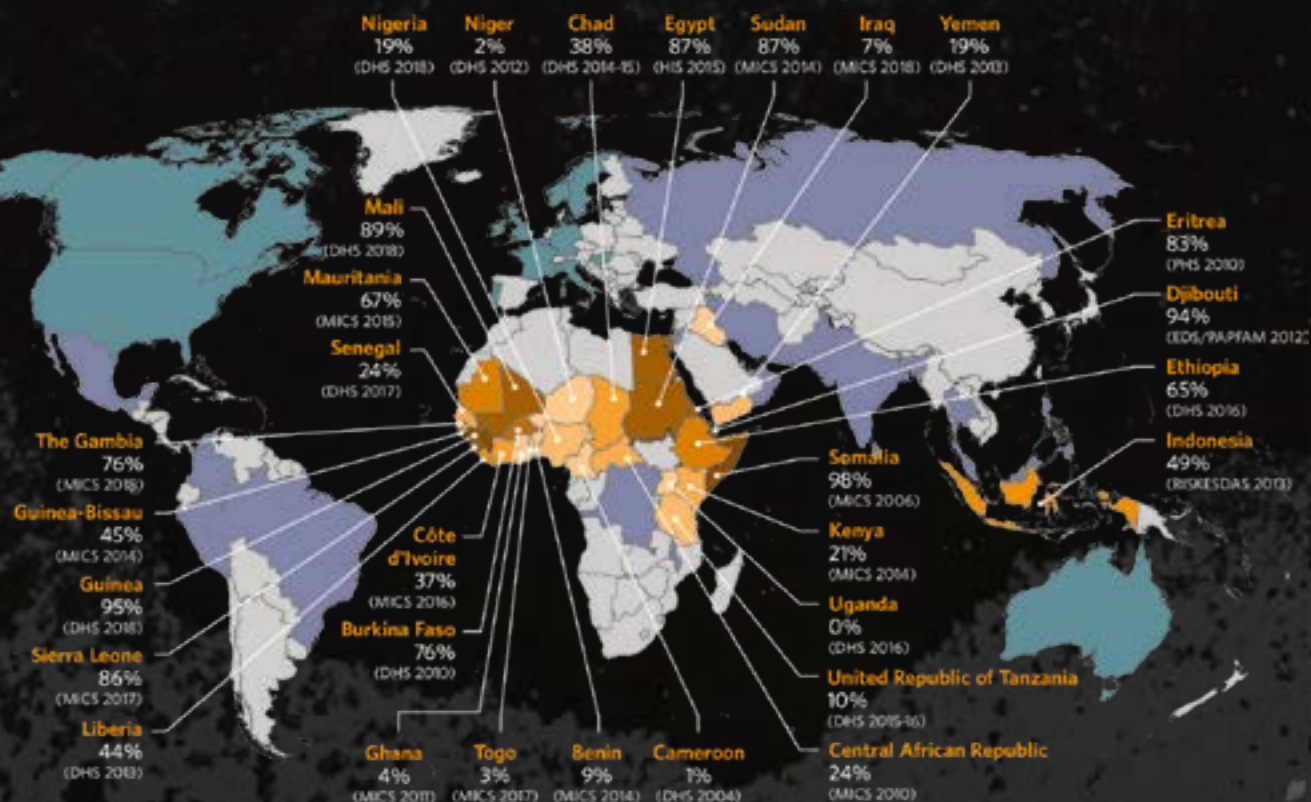 Nigeria
19%
(DHS 2018)
Niger
2%
(DHS 2012)
Chad
38%
(DHS 2014-15)
Egypt
87%
(HIS 2015)
Sudan
87%
(MICS 2014)
Iraq
7%
(MICS 2018)
Yemen
19%
(DHS 2013)
Mali
89%
(DHS 2018)
Mauritania
67%
(MICS 2015)
Senegal
24%
(DHS 2017)
The Gambia
76%
(MICS 2018)
Guinea-Bissau
45%
(MICS 2014)
Guinea
95%
(DHS 2018)
Sierra Leone
86%
(MICS 2017)
Liberia
44%
(DHS 2013)
Côte
d'Ivoire
37%
(MICS 2016)
Burkina Faso
76%
(DHS 2010)
Ghana
4%
(MICS 2011)
Togo
3%
(MICS 2017)
Benin
9%
(MICS 2014)
Cameroon
1%
(DHS 2004)
Eritrea
83%
(PHS 2010)
Djibouti
94%
(EDS/PAPFAM 2012)
Ethiopia
65%
(DHS 2016)
Indonesia
49%
(RISKESDAS 2013)
Somalia
98%
(MICS 2006)
Kenya
21%
(MICS 2014)
Uganda
0%
(DHS 2016)
United Republic of Tanzania
10%
(DHS 2015-16)
Central African Republic
24%
(MICS 2010)